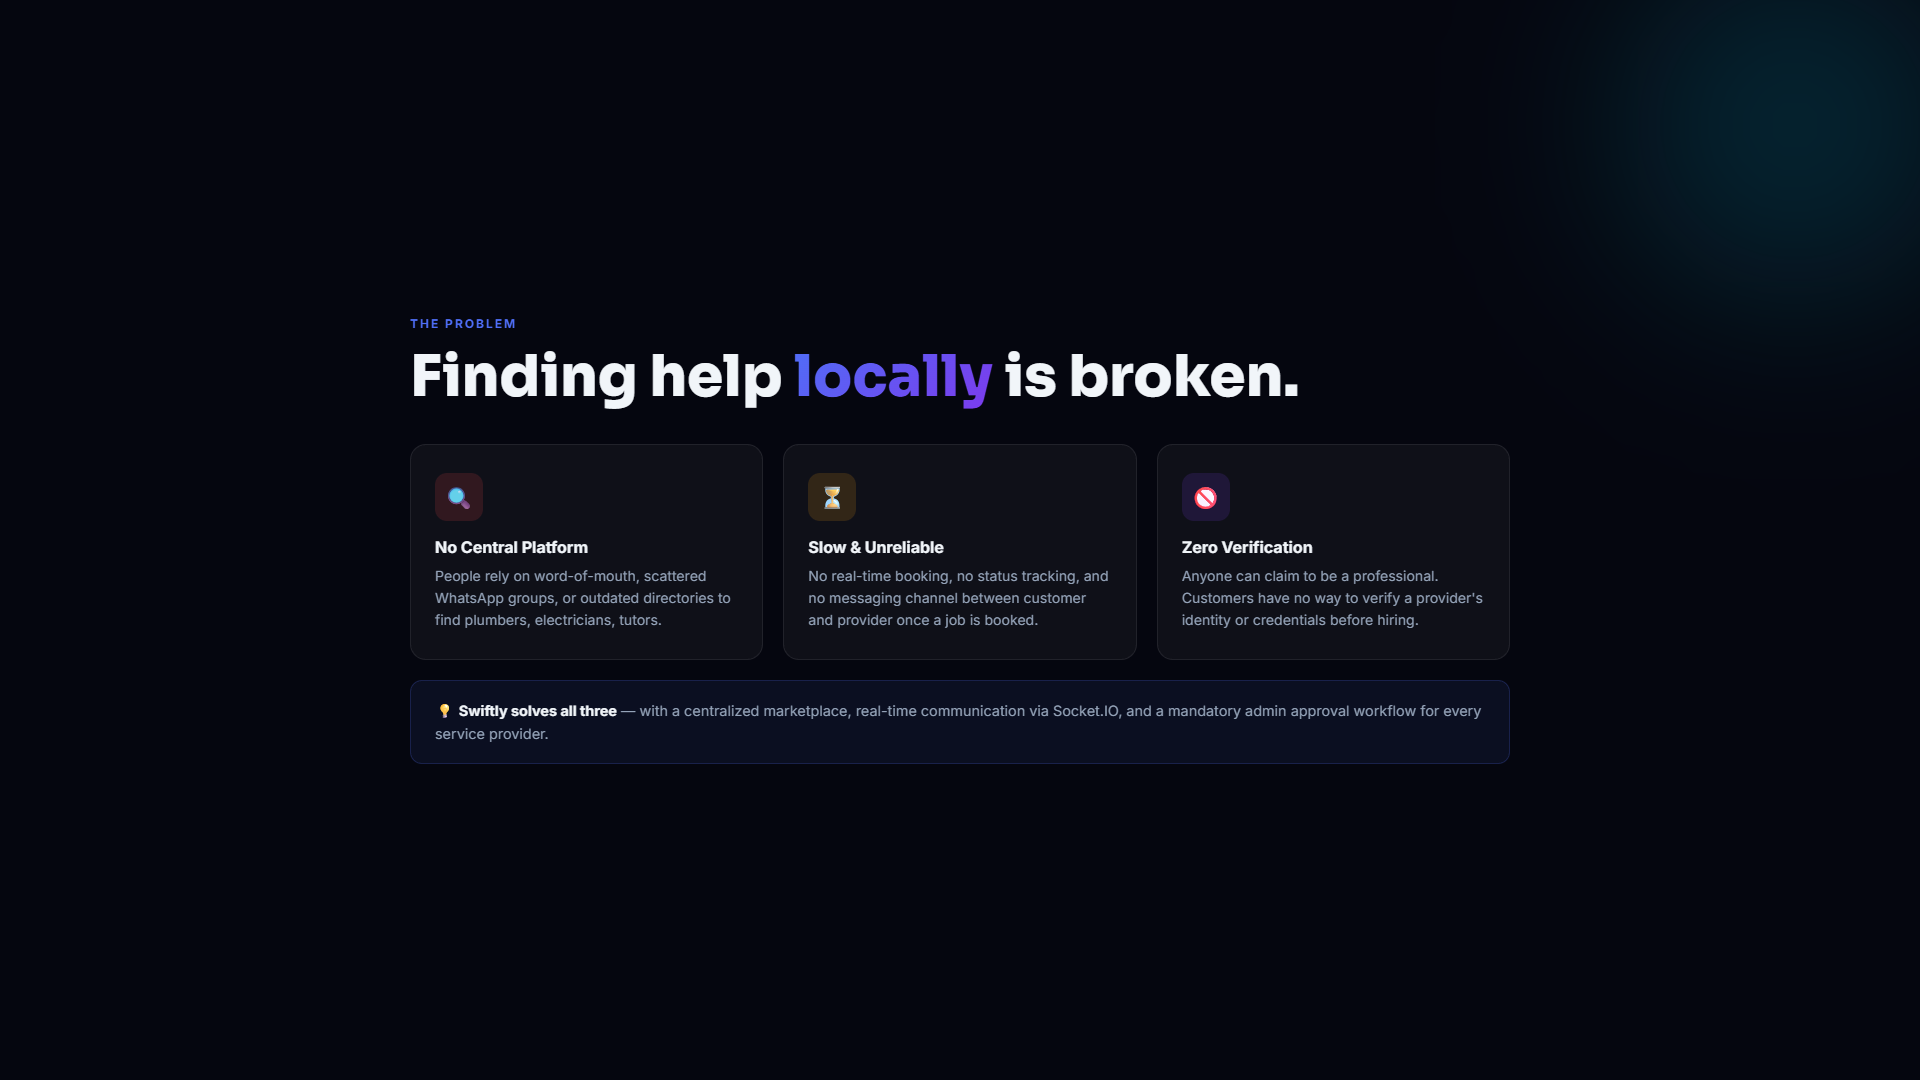 THE PROBLEM
Finding help locally is broken.
No Central Platform
People rely on word-of-mouth, scattered
WhatsApp groups, or outdated directories to
find plumbers, electricians, tutors.
Slow & Unreliable
No real-time booking, no status tracking, and
no messaging channel between customer
and provider once a job is booked.
Zero Verification
Anyone can claim to be a professional.
Customers have no way to verify a provider's
identity or credentials before hiring.
💡 Swiftly solves all three — with a centralized marketplace, real-time communication via Socket.IO, and a mandatory admin approval workflow for every
service provider.